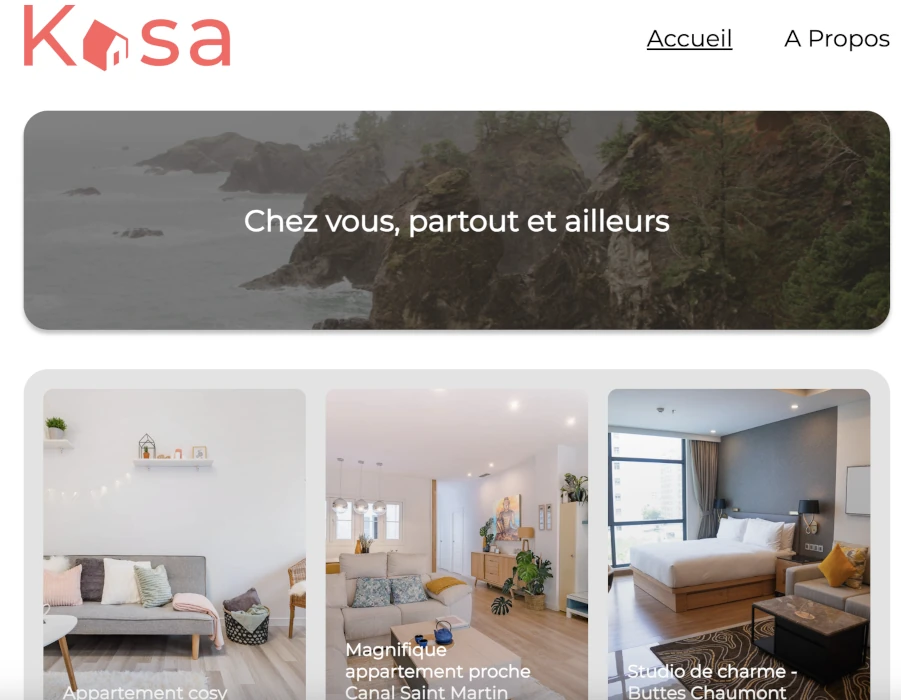 Kasa
Accueil
A Propos
Chez vous, partout et ailleurs
Appartement cosy
Magnifique
appartement proche
Canal Saint Martin
Studio de charme -
Buttes Chaumont